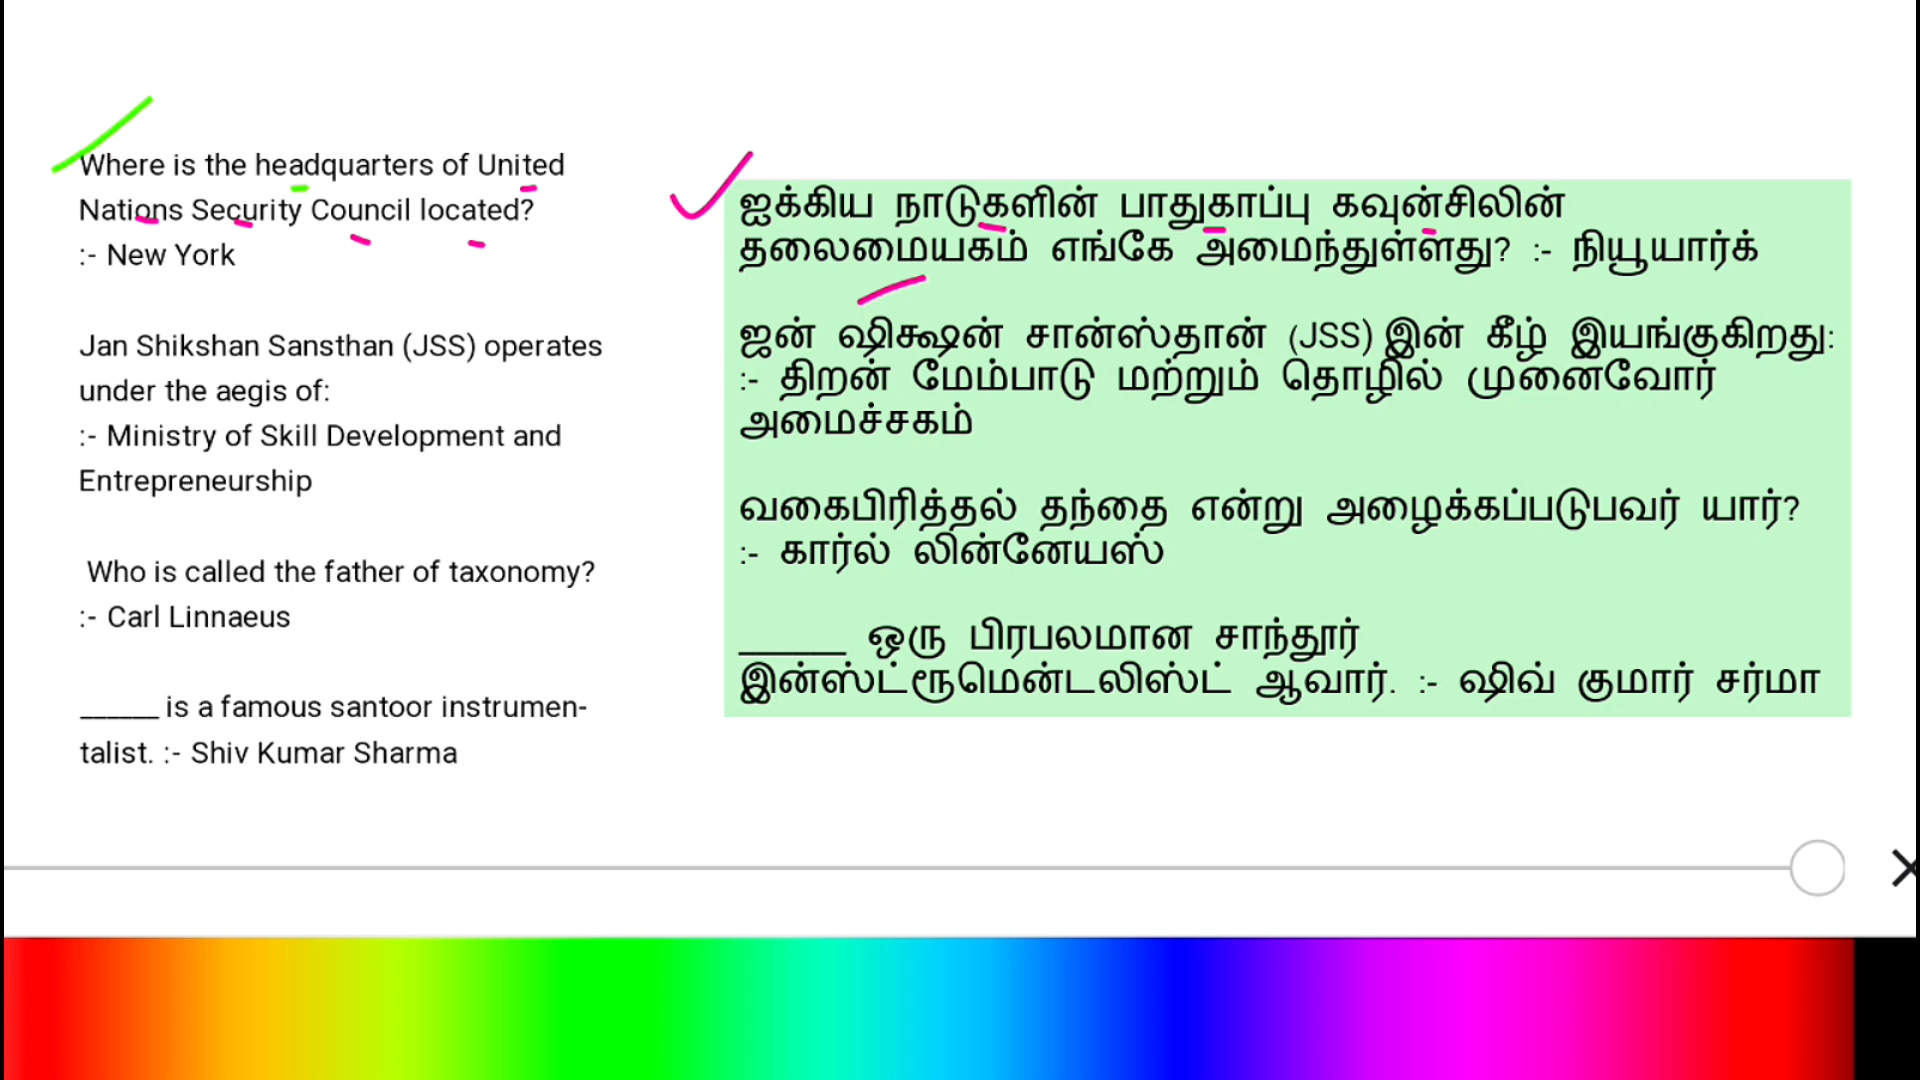 Where is the headquarters of United
Nations Security Council located?
:- New York
Jan Shikshan Sansthan (JSS) operates
under the aegis of:
:- Ministry of Skill Development and
Entrepreneurship
Who is called the father of taxonomy?
:- Carl Linnaeus
______ is a famous santoor instrumen-
talist. :- Shiv Kumar Sharma
ஐக்கிய நாடுகளின் பாதுகாப்பு கவுன்சிலின்
தலைமையகம் எங்கே அமைந்துள்ளது? :- நியூயார்க்
ஜன் ஷிக்ஷன் சான்ஸ்தான் (JSS) இன் கீழ் இயங்குகிறது:
:- திறன் மேம்பாடு மற்றும் தொழில் முனைவோர்
அமைச்சகம்
வகைபிரித்தல் தந்தை என்று அழைக்கப்படுபவர் யார்?
:- கார்ல் லின்னேயஸ்
______ ஒரு பிரபலமான சாந்தூர்
இன்ஸ்ட்ரூமென்டலிஸ்ட் ஆவார். :- ஷிவ் குமார் சர்மா